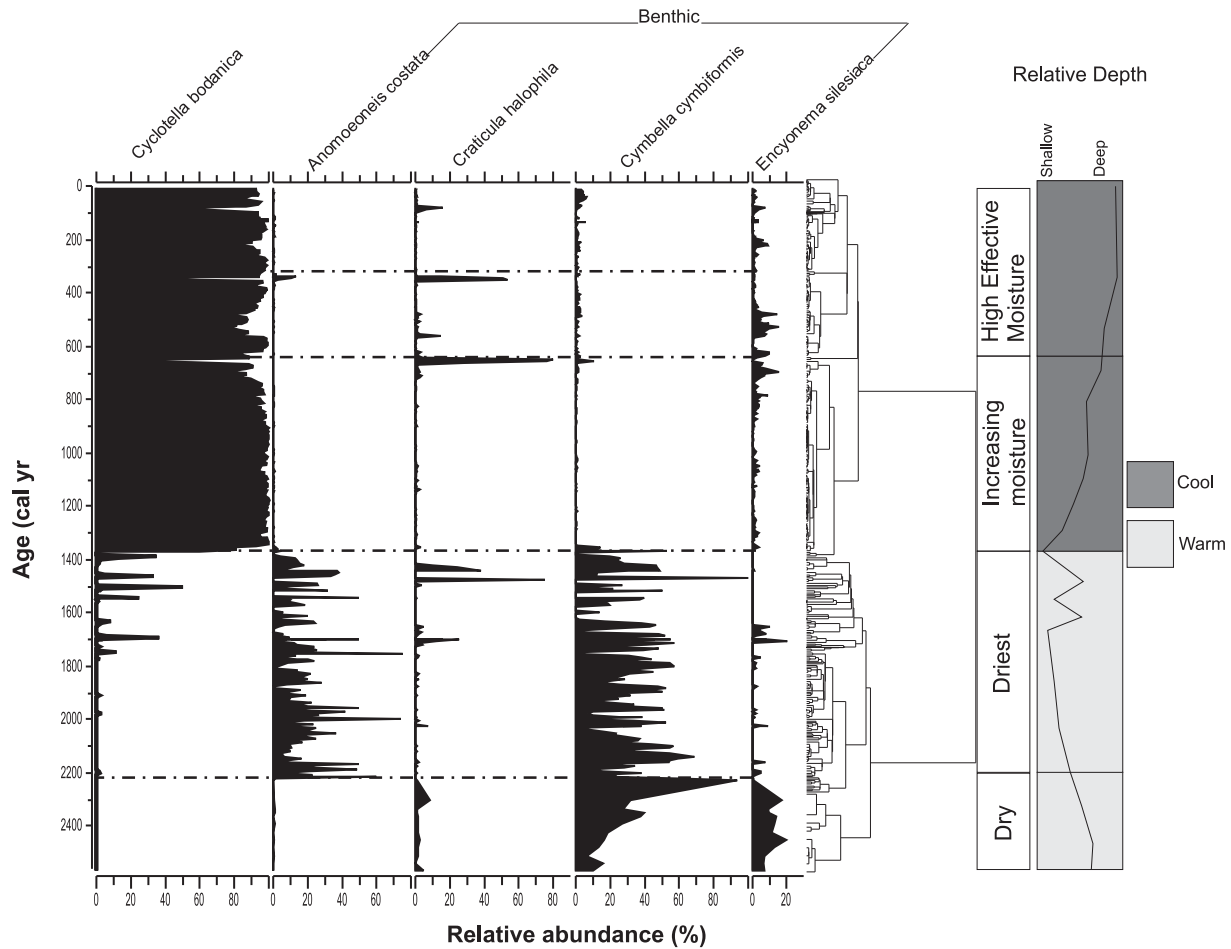 Benthic
Cyclotella bodanica
Anomoeoneis costata
Craticula halophila
Cymbella cymbiformis
Encyonema silesiaca
Relative Depth
Shallow
Deep
0
200
400
600
800
1000
1200
1400
1600
1800
2000
2200
2400
Age (cal yr
High Effective
Moisture
Increasing
moisture
Driest
Dry
Cool
Warm
0 20 40 60 80
0 20 40 60 80
0 20 40 60 80
0 20 40 60 80
0 20
Relative abundance (%)